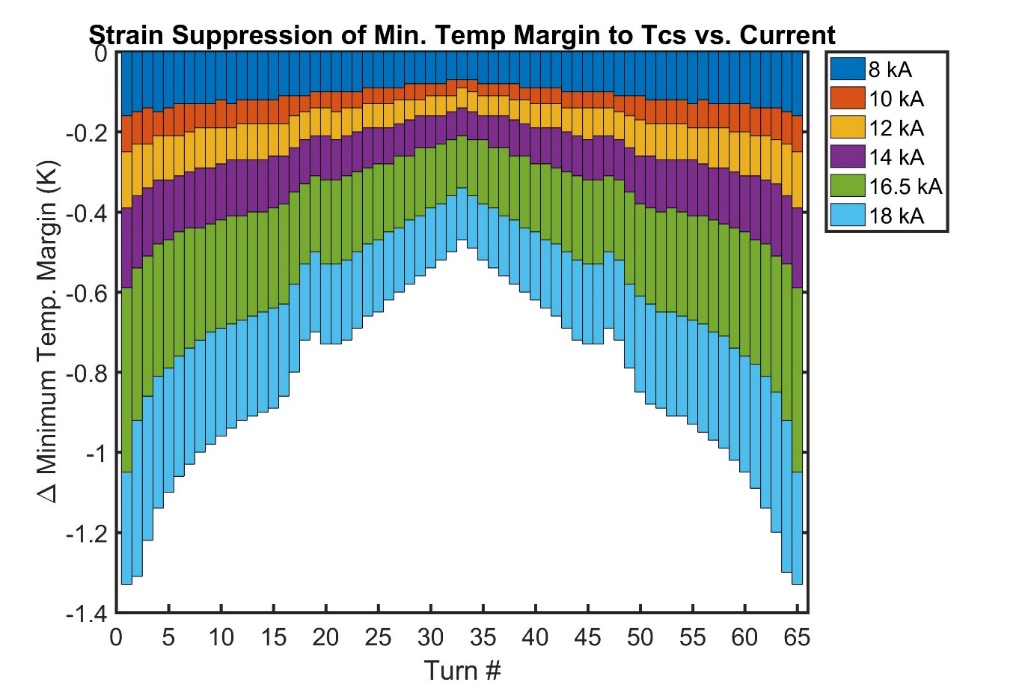 Strain Suppression of Min. Temp Margin to Tcs vs. Current
0
-0.2
-0.4
-0.6
-0.8
-1
-1.2
-1.4
Δ Minimum Temp. Margin (K)
0 5 10 15 20 25 30 35 40 45 50 55 60 65
Turn #
8 kA
10 kA
12 kA
14 kA
16.5 kA
18 kA